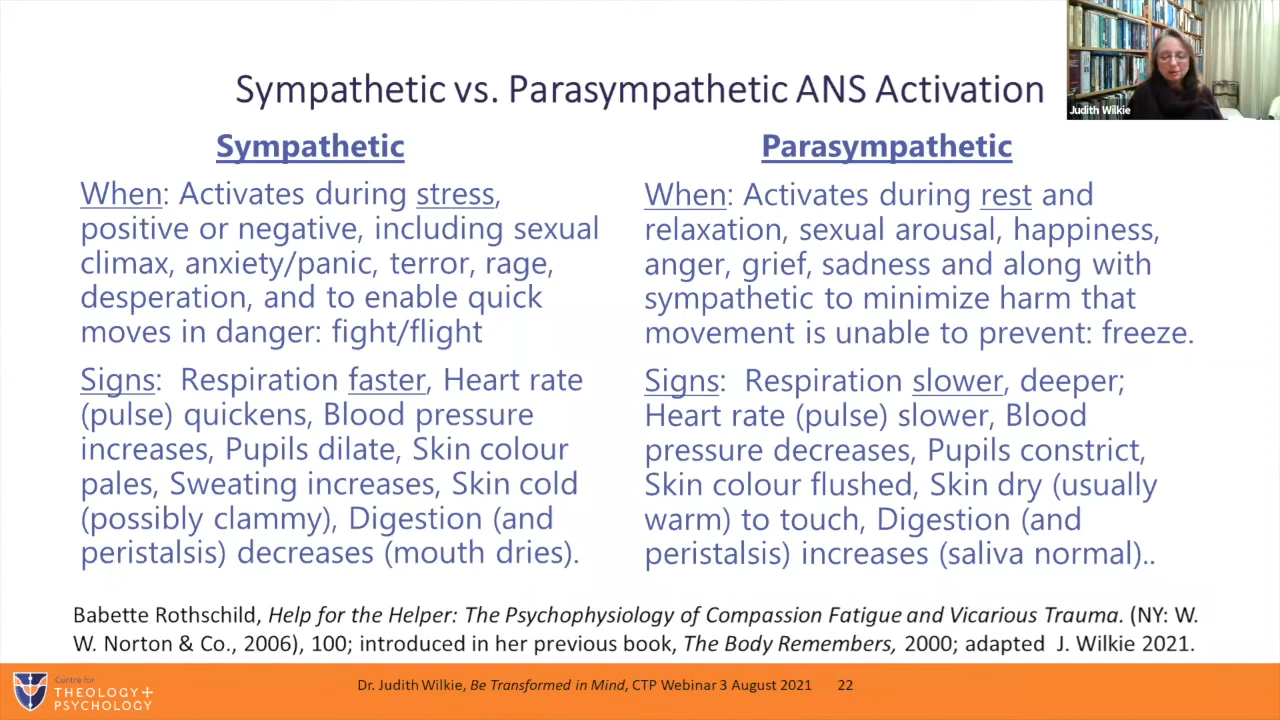 Judith Wilkie
Sympathetic vs. Parasympathetic ANS Activation
Sympathetic
When: Activates during stress,
positive or negative, including sexual
climax, anxiety/panic, terror, rage,
desperation, and to enable quick
moves in danger: fight/flight
Signs: Respiration faster, Heart rate
(pulse) quickens, Blood pressure
increases, Pupils dilate, Skin colour
pales, Sweating increases, Skin cold
(possibly clammy), Digestion (and
peristalsis) decreases (mouth dries).
Parasympathetic
When: Activates during rest and
relaxation, sexual arousal, happiness,
anger, grief, sadness and along with
sympathetic to minimize harm that
movement is unable to prevent: freeze.
Signs: Respiration slower, deeper;
Heart rate (pulse) slower, Blood
pressure decreases, Pupils constrict,
Skin colour flushed, Skin dry (usually
warm) to touch, Digestion (and
peristalsis) increases (saliva normal)..
Babette Rothschild, Help for the Helper: The Psychophysiology of Compassion Fatigue and Vicarious Trauma. (NY: W.
W. Norton & Co., 2006), 100; introduced in her previous book, The Body Remembers, 2000; adapted J. Wilkie 2021.
Centre for
THEOLOGY+
PSYCHOLOGY
Dr. Judith Wilkie, Be Transformed in Mind, CTP Webinar 3 August 2021 22